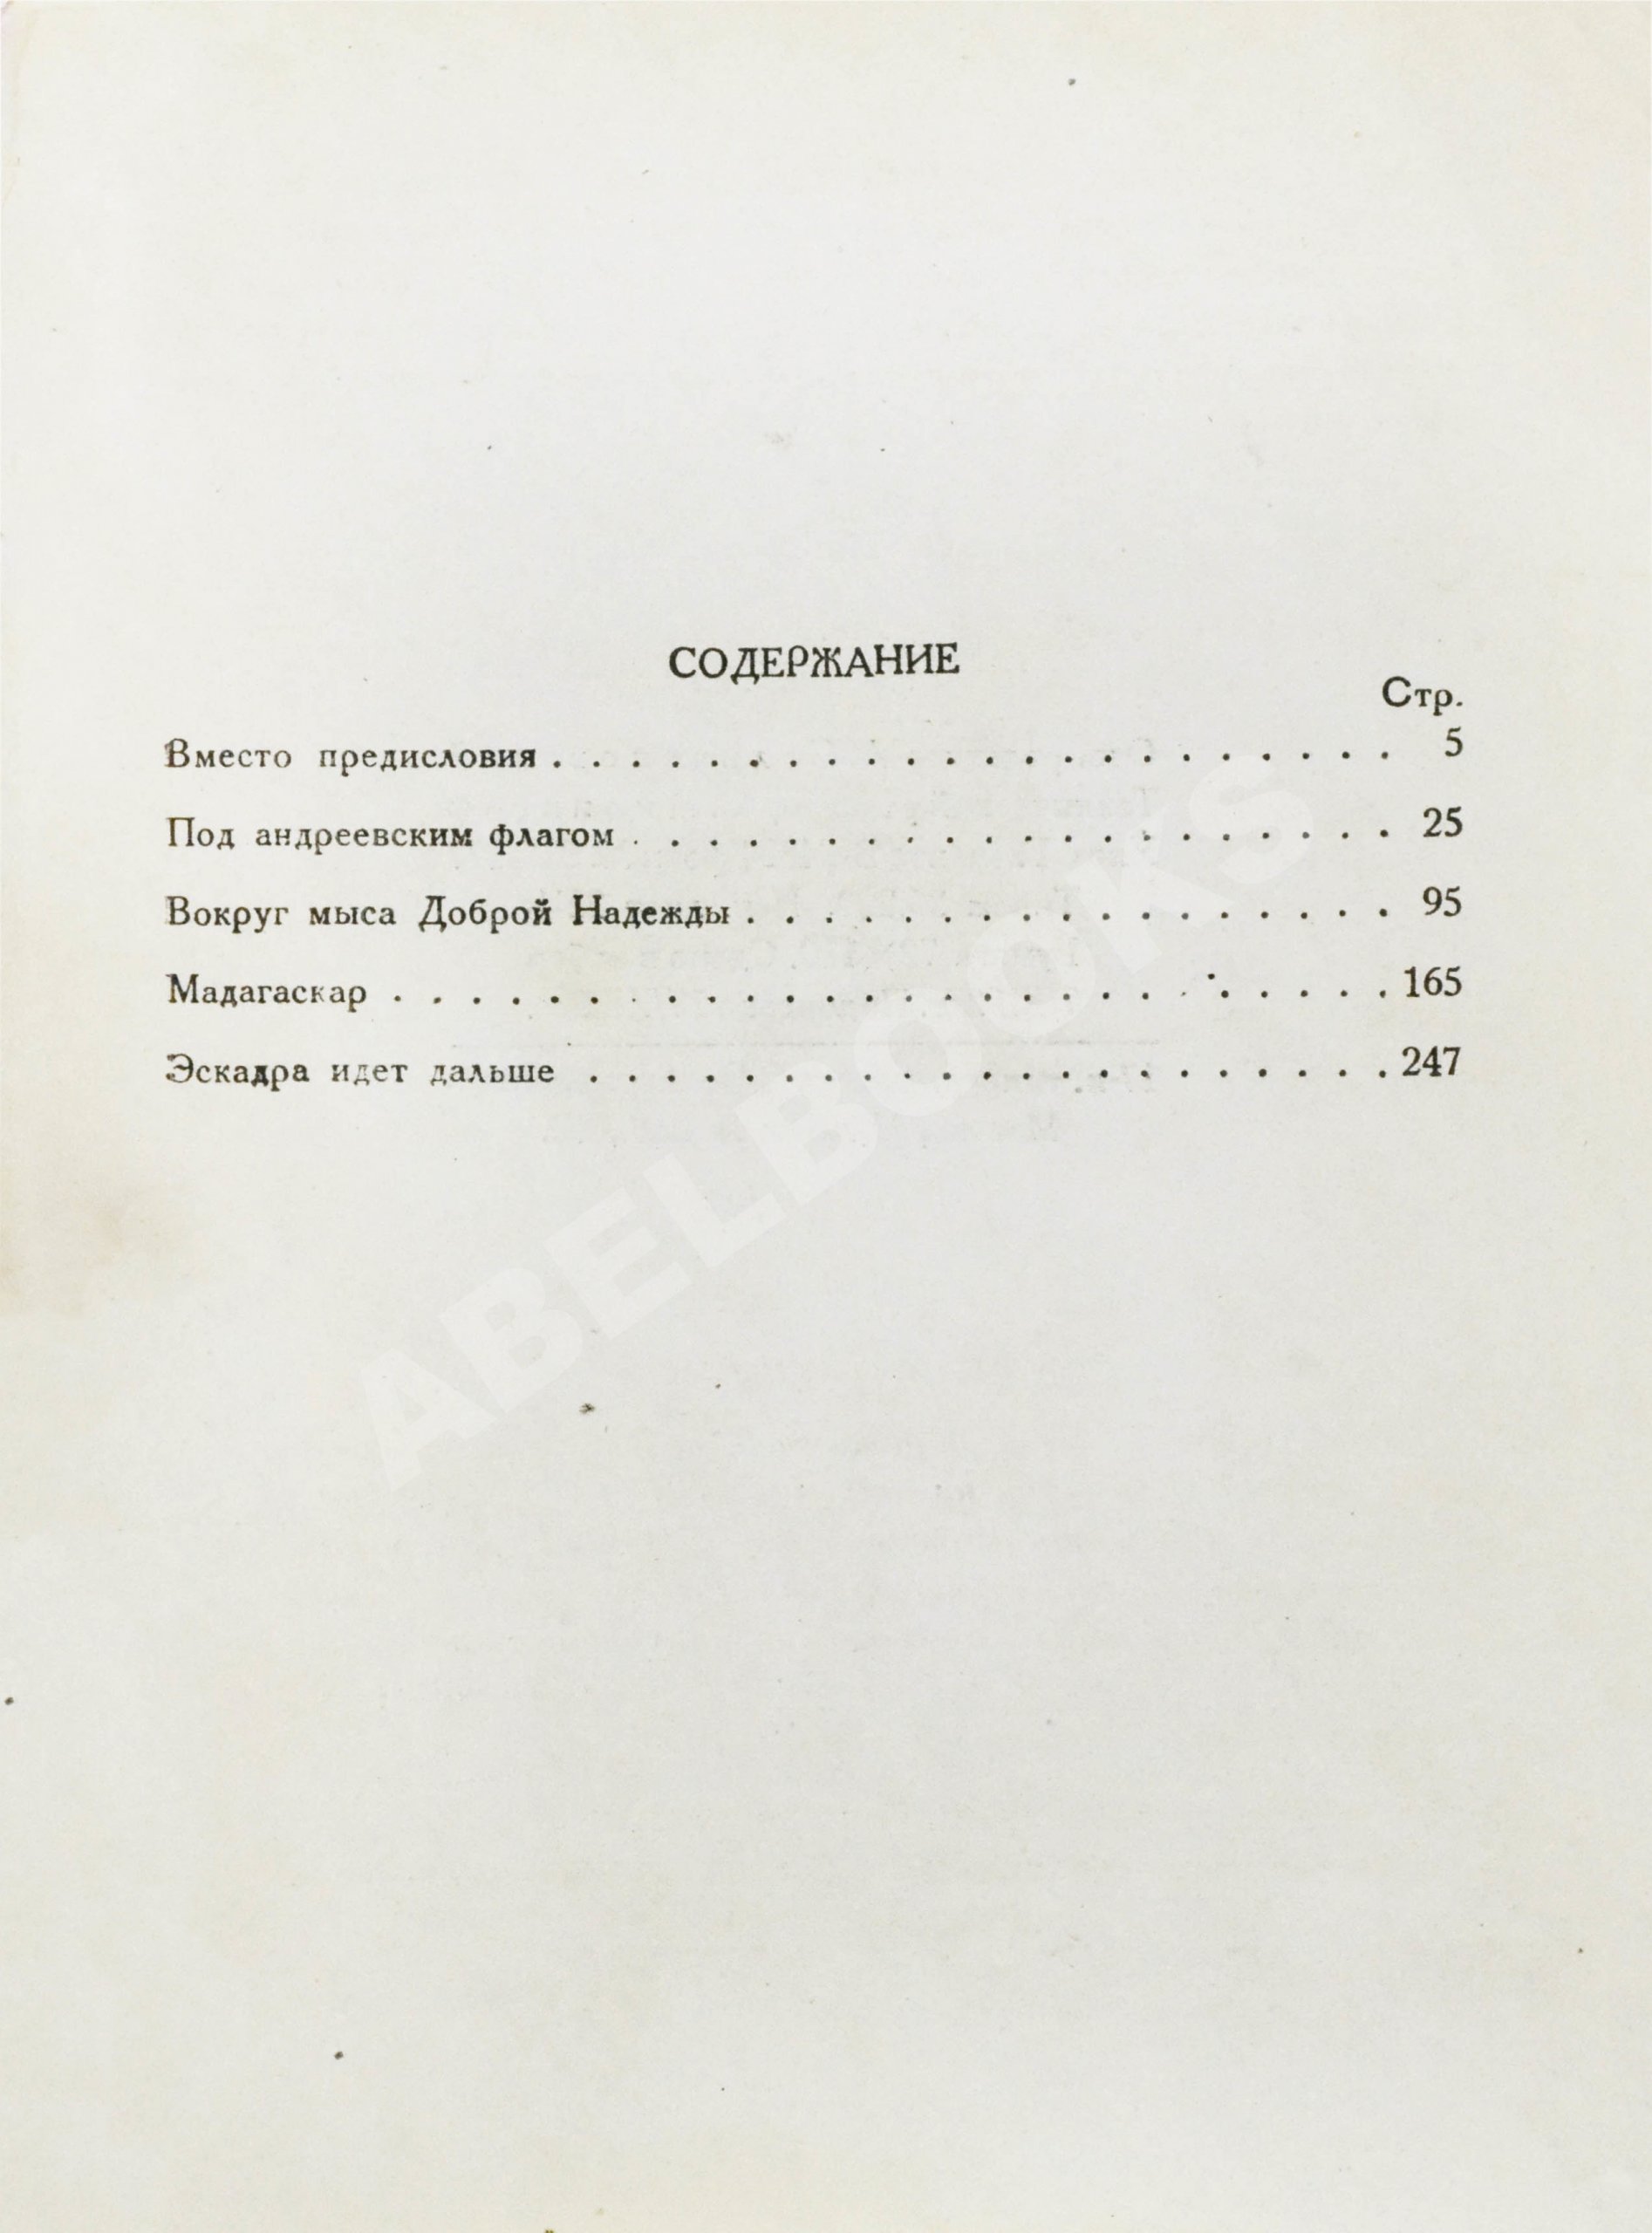 СОДЕРЖАНИЕ
Стр.
Вместо предисловия . . . . . . . . . . . . . . . . . . . . . . 5
Под андреевским флагом . . . . . . . . . . . . . . . . . . . . 25
Вокруг мыса Доброй Надежды . . . . . . . . . . . . . . . . . 95
Мадагаскар . . . . . . . . . . . . . . . . . . . . . . . . . . 165
Эскадра идет дальше . . . . . . . . . . . . . . . . . . . . . 247
ABELBOOKS